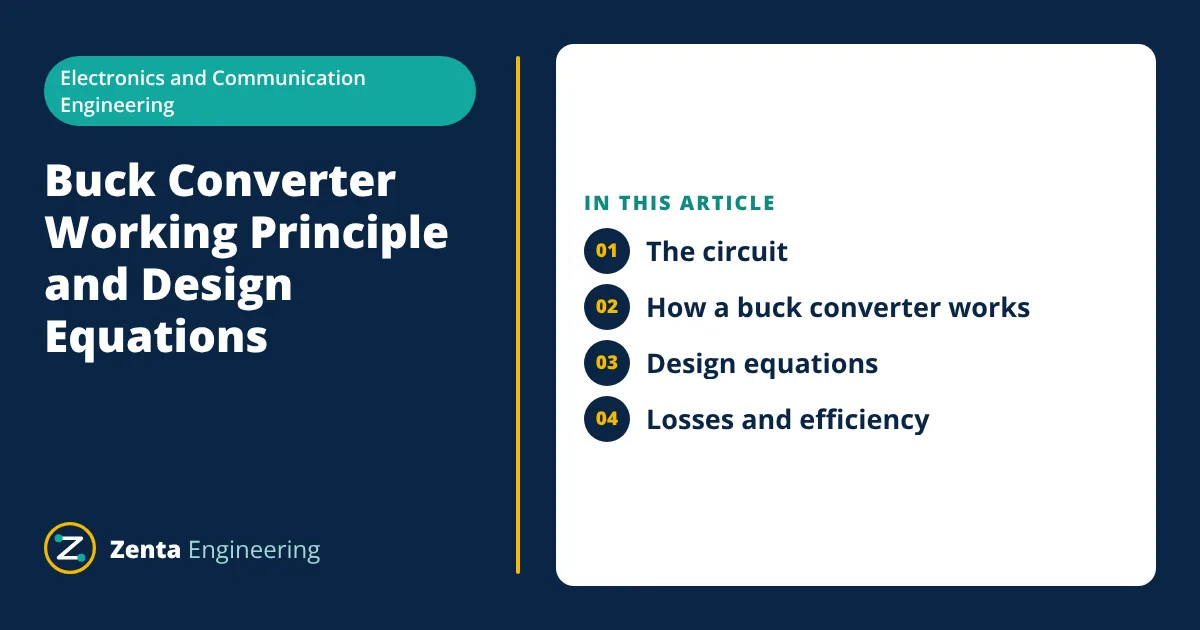 Electronics and Communication
Engineering
Buck Converter
Working Principle
and Design
Equations
Zenta Engineering
IN THIS ARTICLE
01 The circuit
02 How a buck converter works
03 Design equations
04 Losses and efficiency